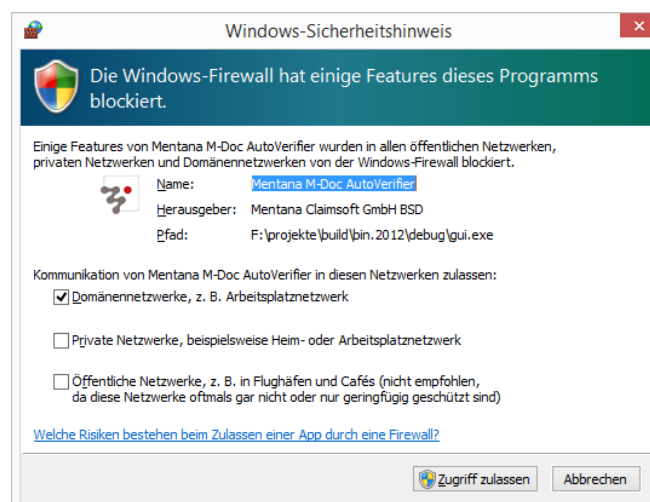 Windows-Sicherheitshinweis
Die Windows-Firewall hat einige Features dieses Programms
blockiert.
Einige Features von Mentana M-Doc AutoVerifier wurden in allen öffentlichen Netzwerken,
privaten Netzwerken und Domänennetzwerken von der Windows-Firewall blockiert.
Name: Mentana M-Doc AutoVerifier
Herausgeber: Mentana Claimsoft GmbH BSD
Pfad: F:\projekte\build\bin.2012\debug\gui.exe
Kommunikation von Mentana M-Doc AutoVerifier in diesen Netzwerken zulassen:
Domänennetzwerke, z. B. Arbeitsplatznetzwerk
Private Netzwerke, beispielsweise Heim- oder Arbeitsplatznetzwerk
Öffentliche Netzwerke, z. B. in Flughäfen und Cafés (nicht empfohlen,
da diese Netzwerke oftmals gar nicht oder nur geringfügig geschützt sind)
Welche Risiken bestehen beim Zulassen einer App durch eine Firewall?
Zugriff zulassen Abbrechen